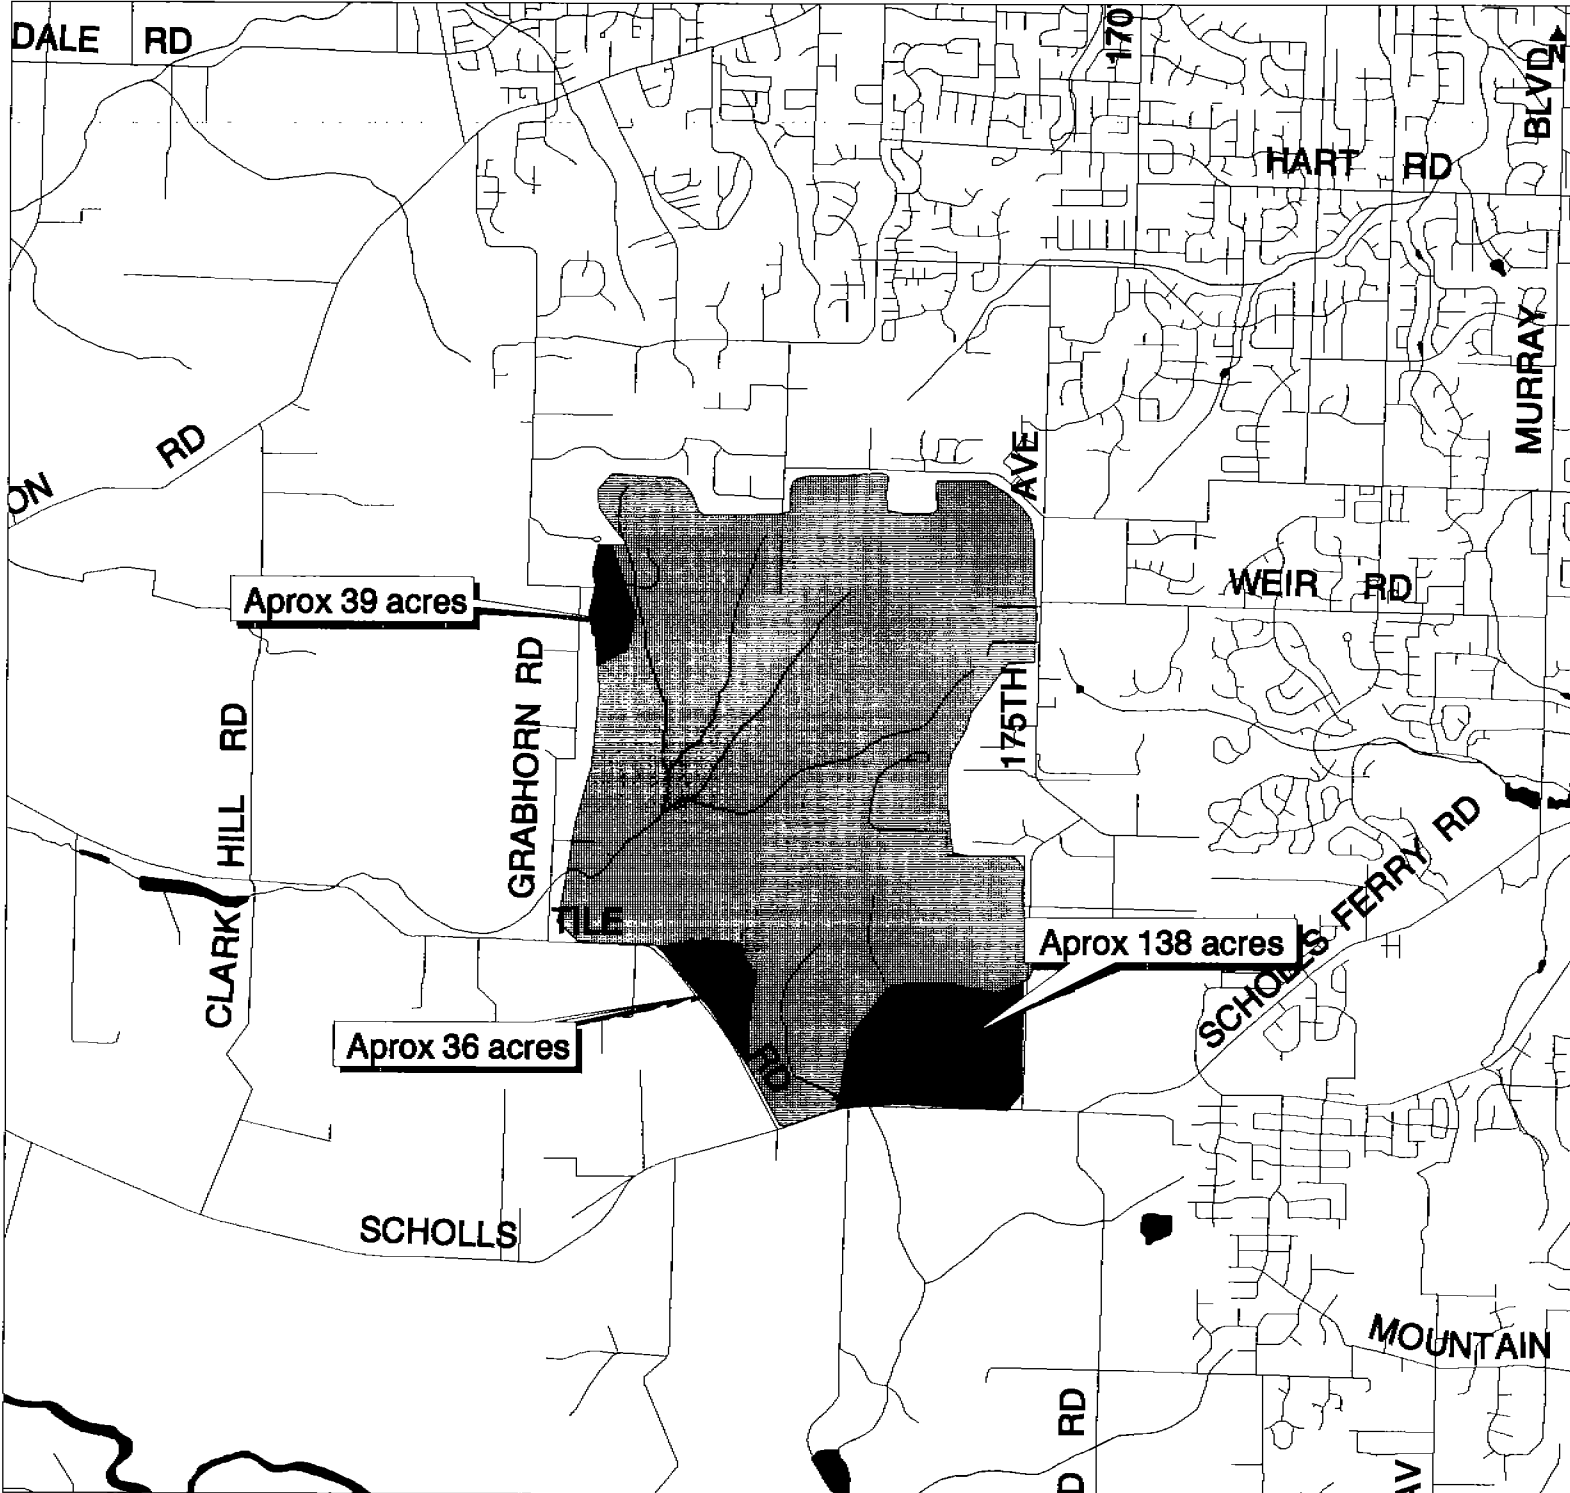 DALE RD
170
N
BLVD
HART RD
MURRAY
RD
ON
AVE
WEIR RD
Aprox 39 acres
GRABHORN RD
175TH
HILL RD
CLARK
TILE
SCHOLLS FERRY RD
Aprox 138 acres
Aprox 36 acres
RD
SCHOLLS
MOUNTAIN
RD
D
AV